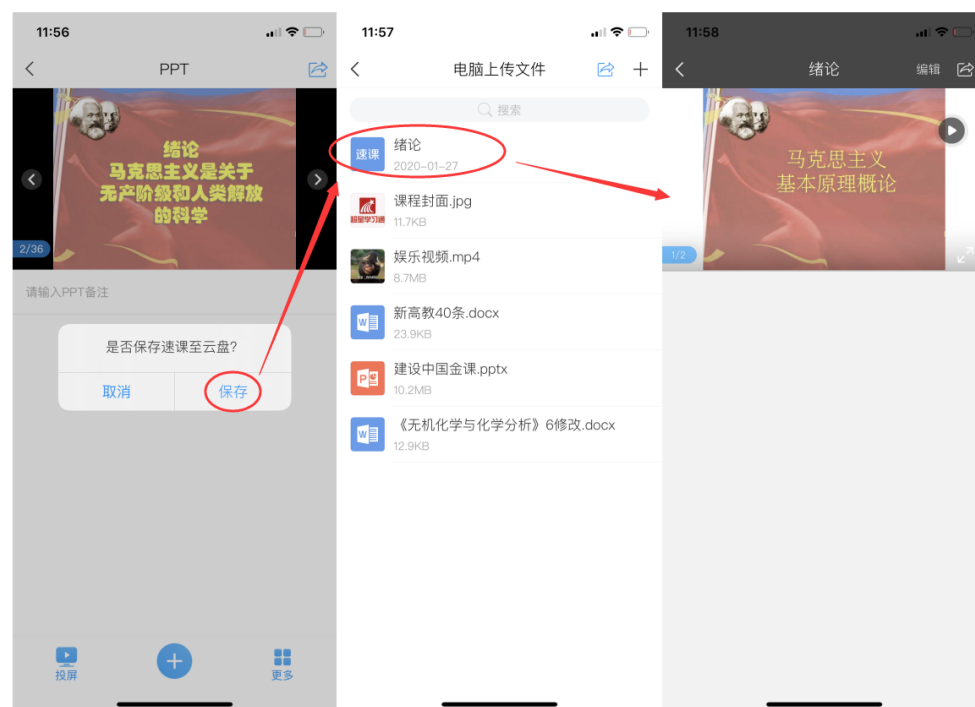 11:56
PPT
绪论
马克思主义是关于
无产阶级和人类解放
的科学
2/36
请输入PPT备注
是否保存速课至云盘?
取消
保存
投屏
更多
11:57
电脑上传文件
搜索
速课
绪论
2020-01-27
超星学习通
课程封面.jpg
11.7KB
娱乐视频.mp4
8.7MB
新高教40条.docx
23.9KB
建设中国金课.pptx
10.2MB
《无机化学与化学分析》6修改.docx
12.9KB
11:58
绪论
编辑
马克思主义
基本原理概论
1/2